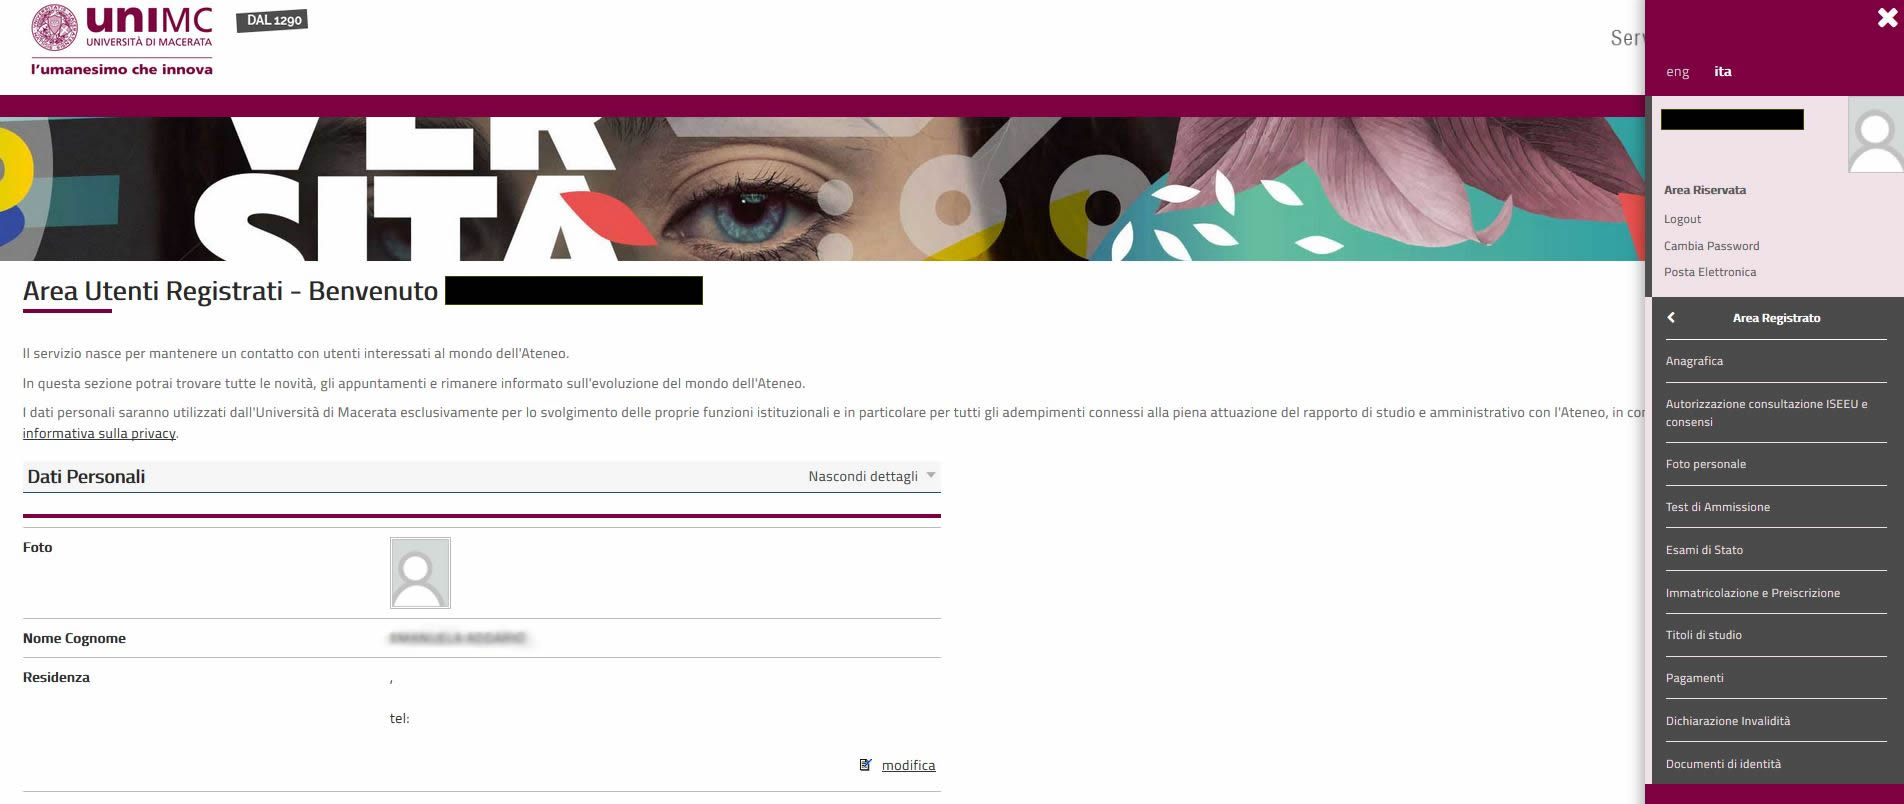 uniMC
UNIVERSITÀ DI MACERATA
l'umanesimo che innova
DAL 1290
Serv
eng ita
VER
SITÀ
Area Riservata
Logout
Cambia Password
Posta Elettronica
Area Utenti Registrati - Benvenuto
Il servizio nasce per mantenere un contatto con utenti interessati al mondo dell'Ateneo.
In questa sezione potrai trovare tutte le novità, gli appuntamenti e rimanere informato sull'evoluzione del mondo dell'Ateneo.
I dati personali saranno utilizzati dall'Università di Macerata esclusivamente per lo svolgimento delle proprie funzioni istituzionali e in particolare per tutti gli adempimenti connessi alla piena attuazione del rapporto di studio e amministrativo con l'Ateneo, in con
informativa sulla privacy.
Dati Personali Nascondi dettagli
Foto
Nome Cognome
Residenza ,
tel:
modifica
Area Registrato
Anagrafica
Autorizzazione consultazione ISEEU e
consensi
Foto personale
Test di Ammissione
Esami di Stato
Immatricolazione e Preiscrizione
Titoli di studio
Pagamenti
Dichiarazione Invalidità
Documenti di identità